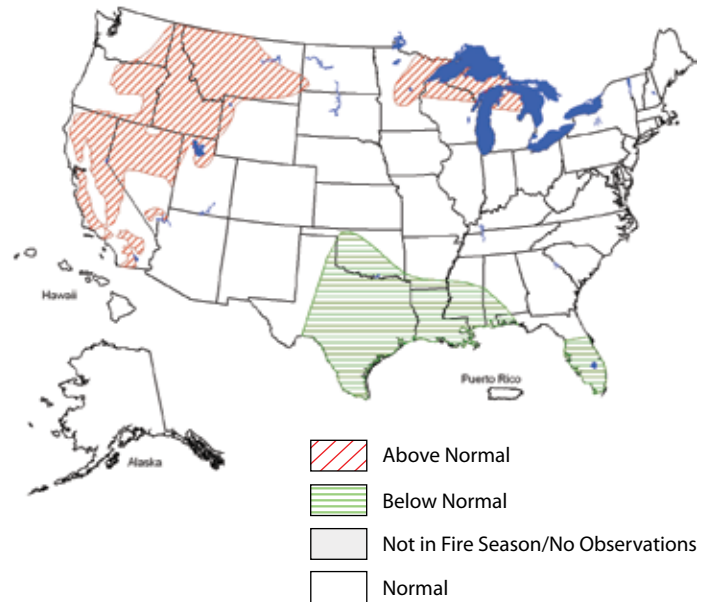 Hawaii
Puerto Rico
Alaska
Above Normal
Below Normal
Not in Fire Season/No Observations
Normal